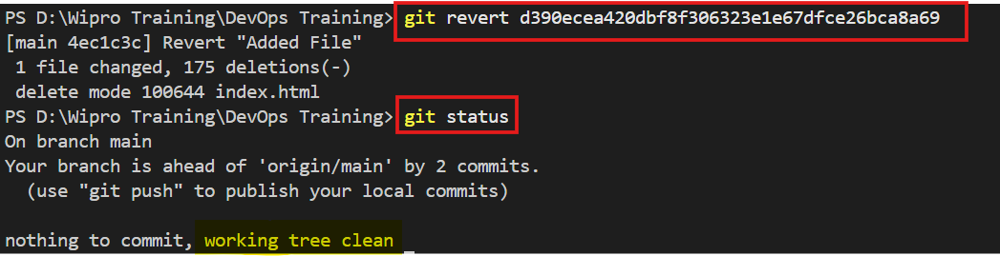 PS D:\Wipro Training\DevOps Training> git revert d390ecea420dbf8f306323e1e67dfce26bca8a69
[main 4ec1c3c] Revert "Added File"
 1 file changed, 175 deletions(-)
 delete mode 100644 index.html
PS D:\Wipro Training\DevOps Training> git status
On branch main
Your branch is ahead of 'origin/main' by 2 commits.
  (use "git push" to publish your local commits)
nothing to commit, working tree clean